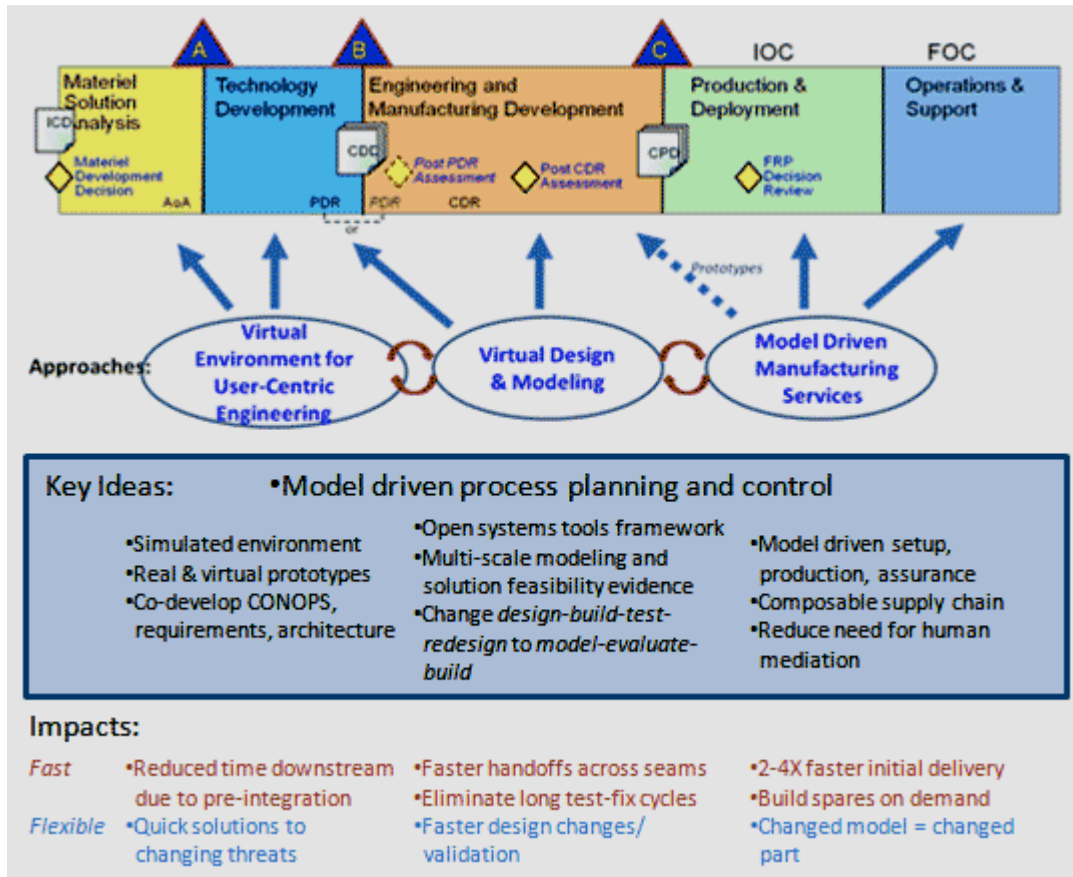 A
B
C
IOC
FOC
Materiel
Solution
Analysis
ICD
Materiel
Development
Decision
AoA
Technology
Development
PDR
or
Engineering and
Manufacturing Development
CDD
Post PDR
Assessment
PDR
CDR
Post CDR
Assessment
Production &
Deployment
CPD
FRP
Decision
Review
Operations &
Support
Prototypes
Approaches:
Virtual
Environment for
User-Centric
Engineering
Virtual Design
& Modeling
Model Driven
Manufacturing
Services
Key Ideas:
•Model driven process planning and control
•Simulated environment
•Real & virtual prototypes
•Co-develop CONOPS,
requirements, architecture
•Open systems tools framework
•Multi-scale modeling and
solution feasibility evidence
•Change design-build-test-
redesign to model-evaluate-
build
•Model driven setup,
production, assurance
•Composable supply chain
•Reduce need for human
mediation
Impacts:
Fast
•Reduced time downstream
due to pre-integration
•Faster handoffs across seams
•Eliminate long test-fix cycles
•2-4X faster initial delivery
•Build spares on demand
Flexible
•Quick solutions to
changing threats
•Faster design changes/
validation
•Changed model = changed
part